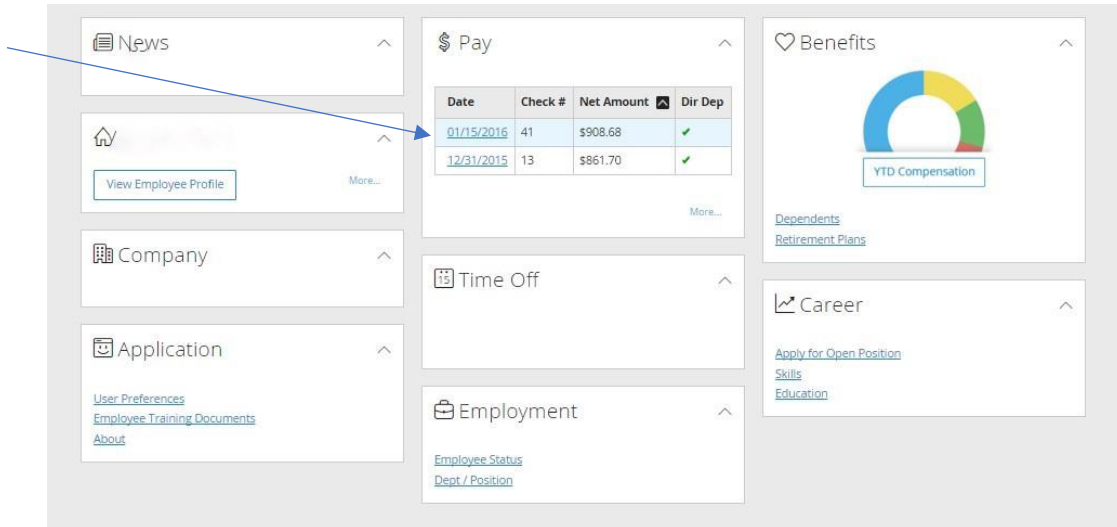 News
View Employee Profile
More...
Company
Application
User Preferences
Employee Training Documents
About
$ Pay
Date Check # Net Amount Dir Dep
01/15/2016 41 $908.68 ✔
12/31/2015 13 $861.70 ✔
More...
15 Time Off
Employment
Employee Status
Dept / Position
Benefits
YTD Compensation
Dependents
Retirement Plans
Career
Apply for Open Position
Skills
Education